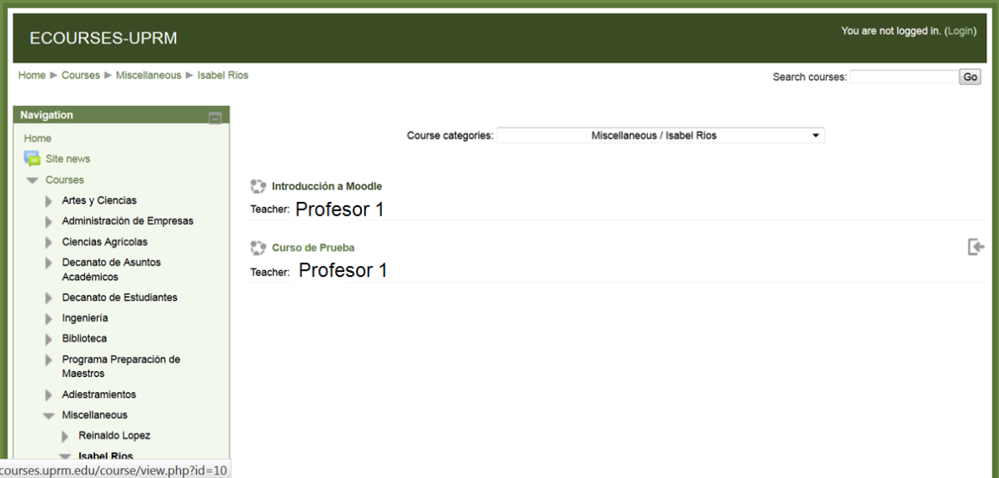 ECOURSES-UPRM
You are not logged in. (Login)
Home ► Courses ► Miscellaneous ► Isabel Rios
Search courses:
Go
Navigation
Home
Site news
Courses
Artes y Ciencias
Administración de Empresas
Ciencias Agrícolas
Decanato de Asuntos
Académicos
Decanato de Estudiantes
Ingeniería
Biblioteca
Programa Preparación de
Maestros
Adiestramientos
Miscellaneous
Reinaldo Lopez
Isabel Rios
courses.uprm.edu/course/view.php?id=10
Course categories: Miscellaneous / Isabel Rios
Introducción a Moodle
Teacher: Profesor 1
Curso de Prueba
Teacher: Profesor 1